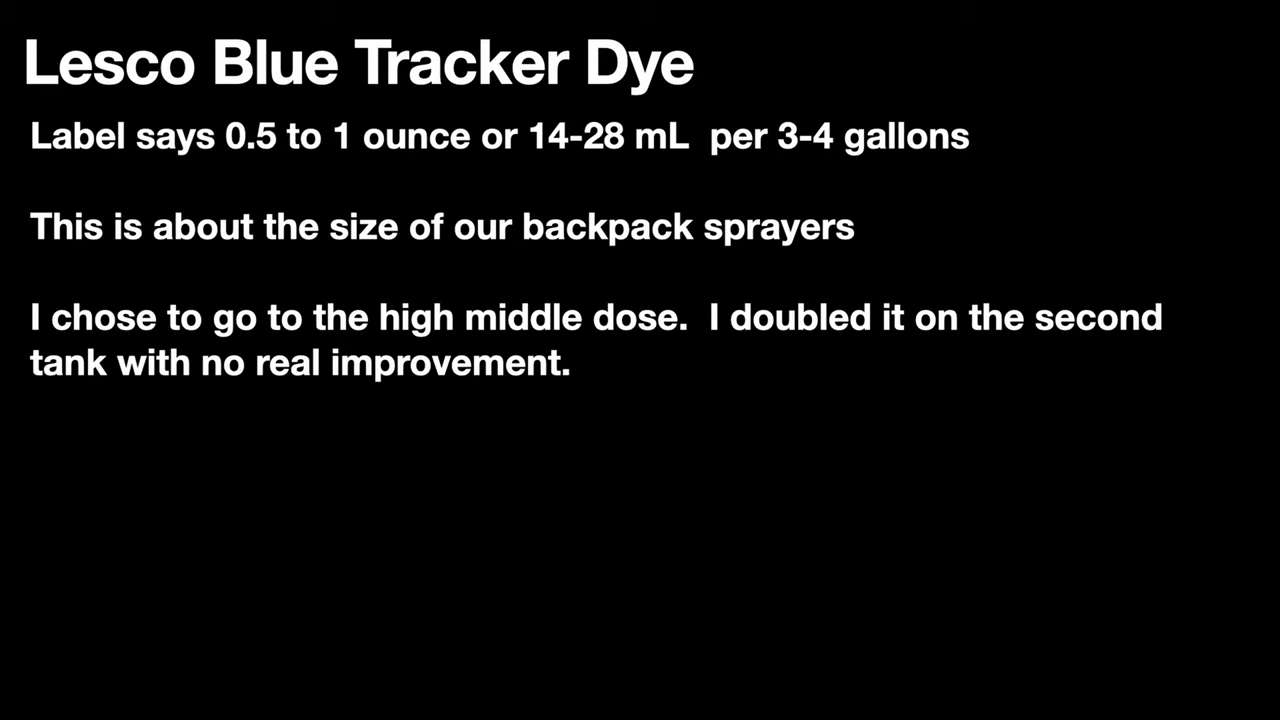 Lesco Blue Tracker Dye
Label says 0.5 to 1 ounce or 14-28 mL  per 3-4 gallons
This is about the size of our backpack sprayers
I chose to go to the high middle dose.  I doubled it on the second
tank with no real improvement.